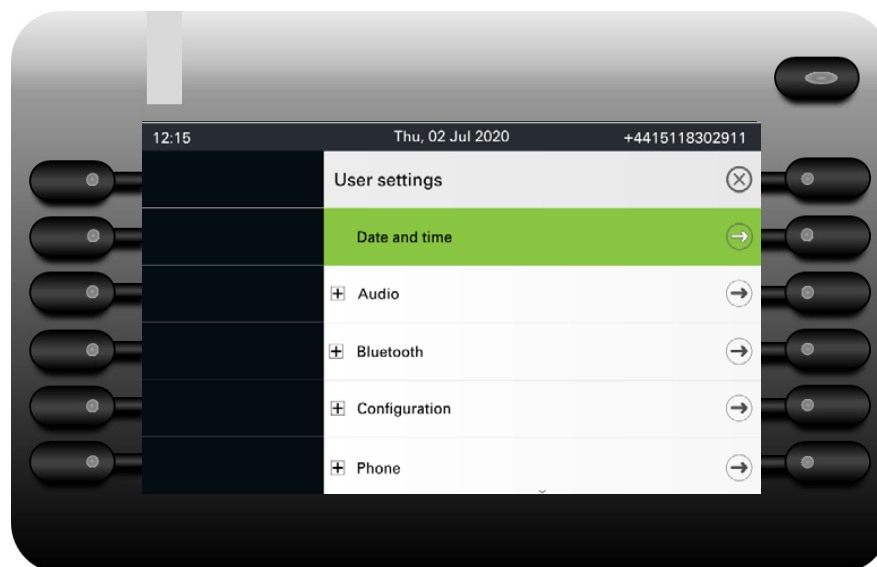 12:15 Thu, 02 Jul 2020 +4415118302911
User settings
Date and time
Audio
Bluetooth
Configuration
Phone